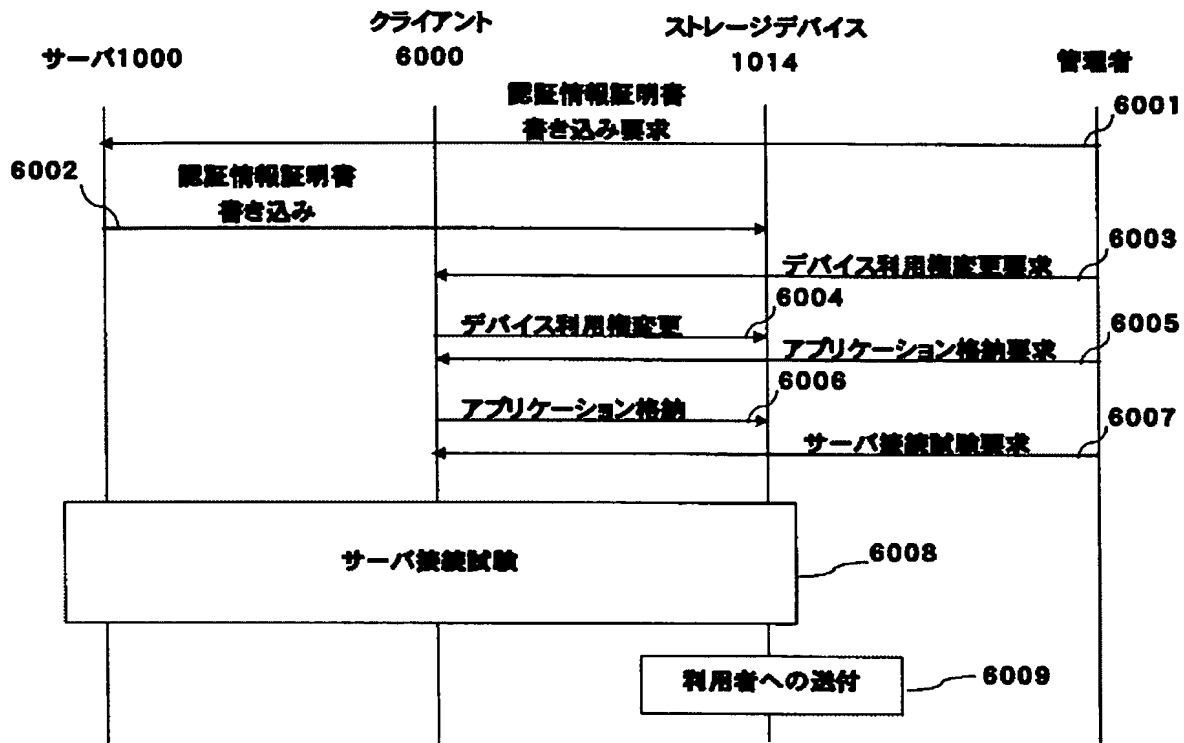 クライアント
ストレージデバイス
サーバ1000
6000
1014
管理者
認証情報証明書
書き込み要求
6001
6002
認証情報証明書
書き込み
6003
デバイス利用権変更要求
6004
デバイス利用権変更
6005
アプリケーション格納要求
6006
アプリケーション格納
6007
サーバ接続試験要求
サーバ接続試験
6008
利用者への送付
6009